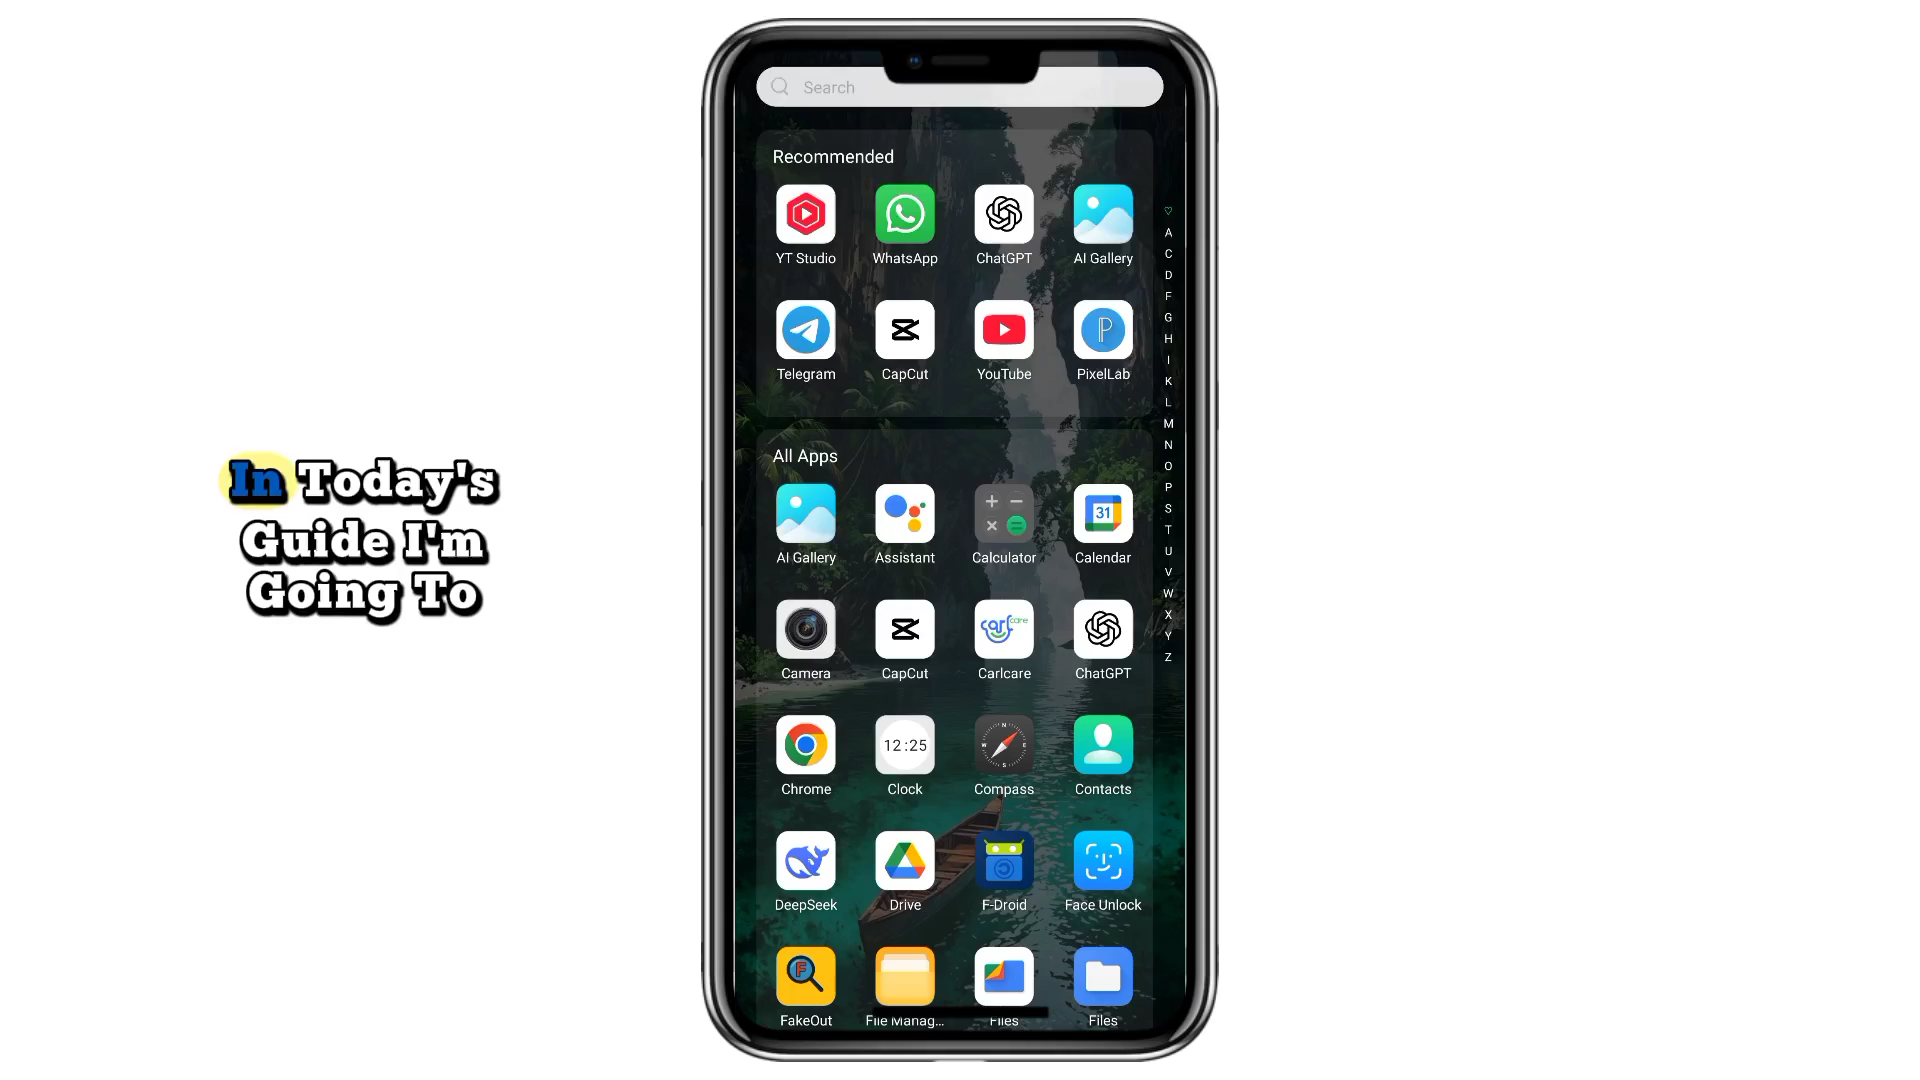 In Today's
Guide I'm
Going To
Search
Recommended
YT Studio WhatsApp ChatGPT AI Gallery
Telegram CapCut YouTube PixelLab
All Apps
31
AI Gallery Assistant Calculator Calendar
carlcare
Camera CapCut Carlcare ChatGPT
12:25
N
W E
S
Chrome Clock Compass Contacts
DeepSeek Drive F-Droid Face Unlock
F
FakeOut File Manag... Files Files
A
C
D
F
G
H
I
K
L
M
N
O
P
S
T
U
V
W
X
Y
Z